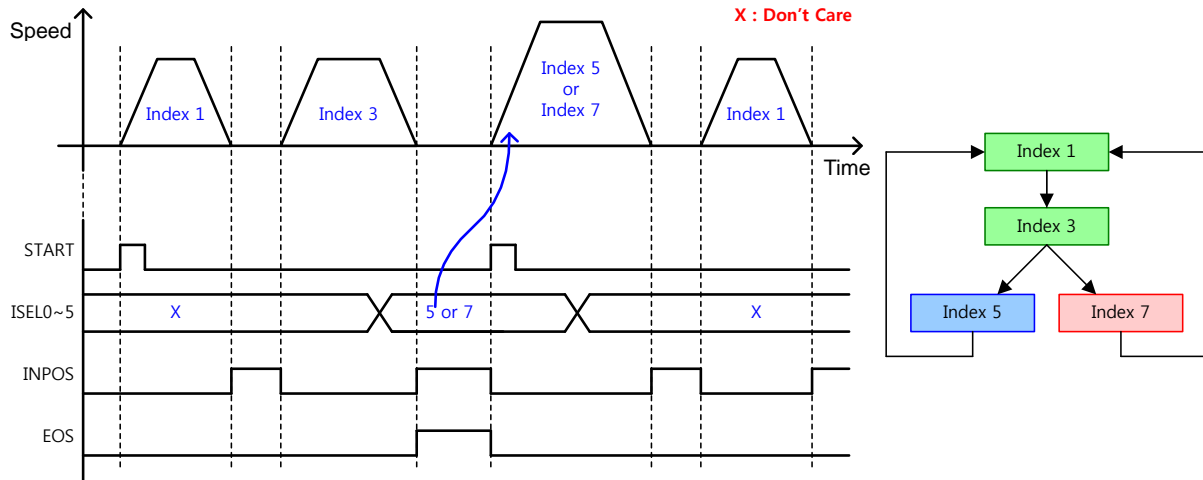 X : Don't Care
Speed
Index 1
Index 3
Index 5
or
Index 7
Index 1
Time
START
ISEL0~5
X
5 or 7
X
INPOS
EOS
Index 1
Index 3
Index 5
Index 7